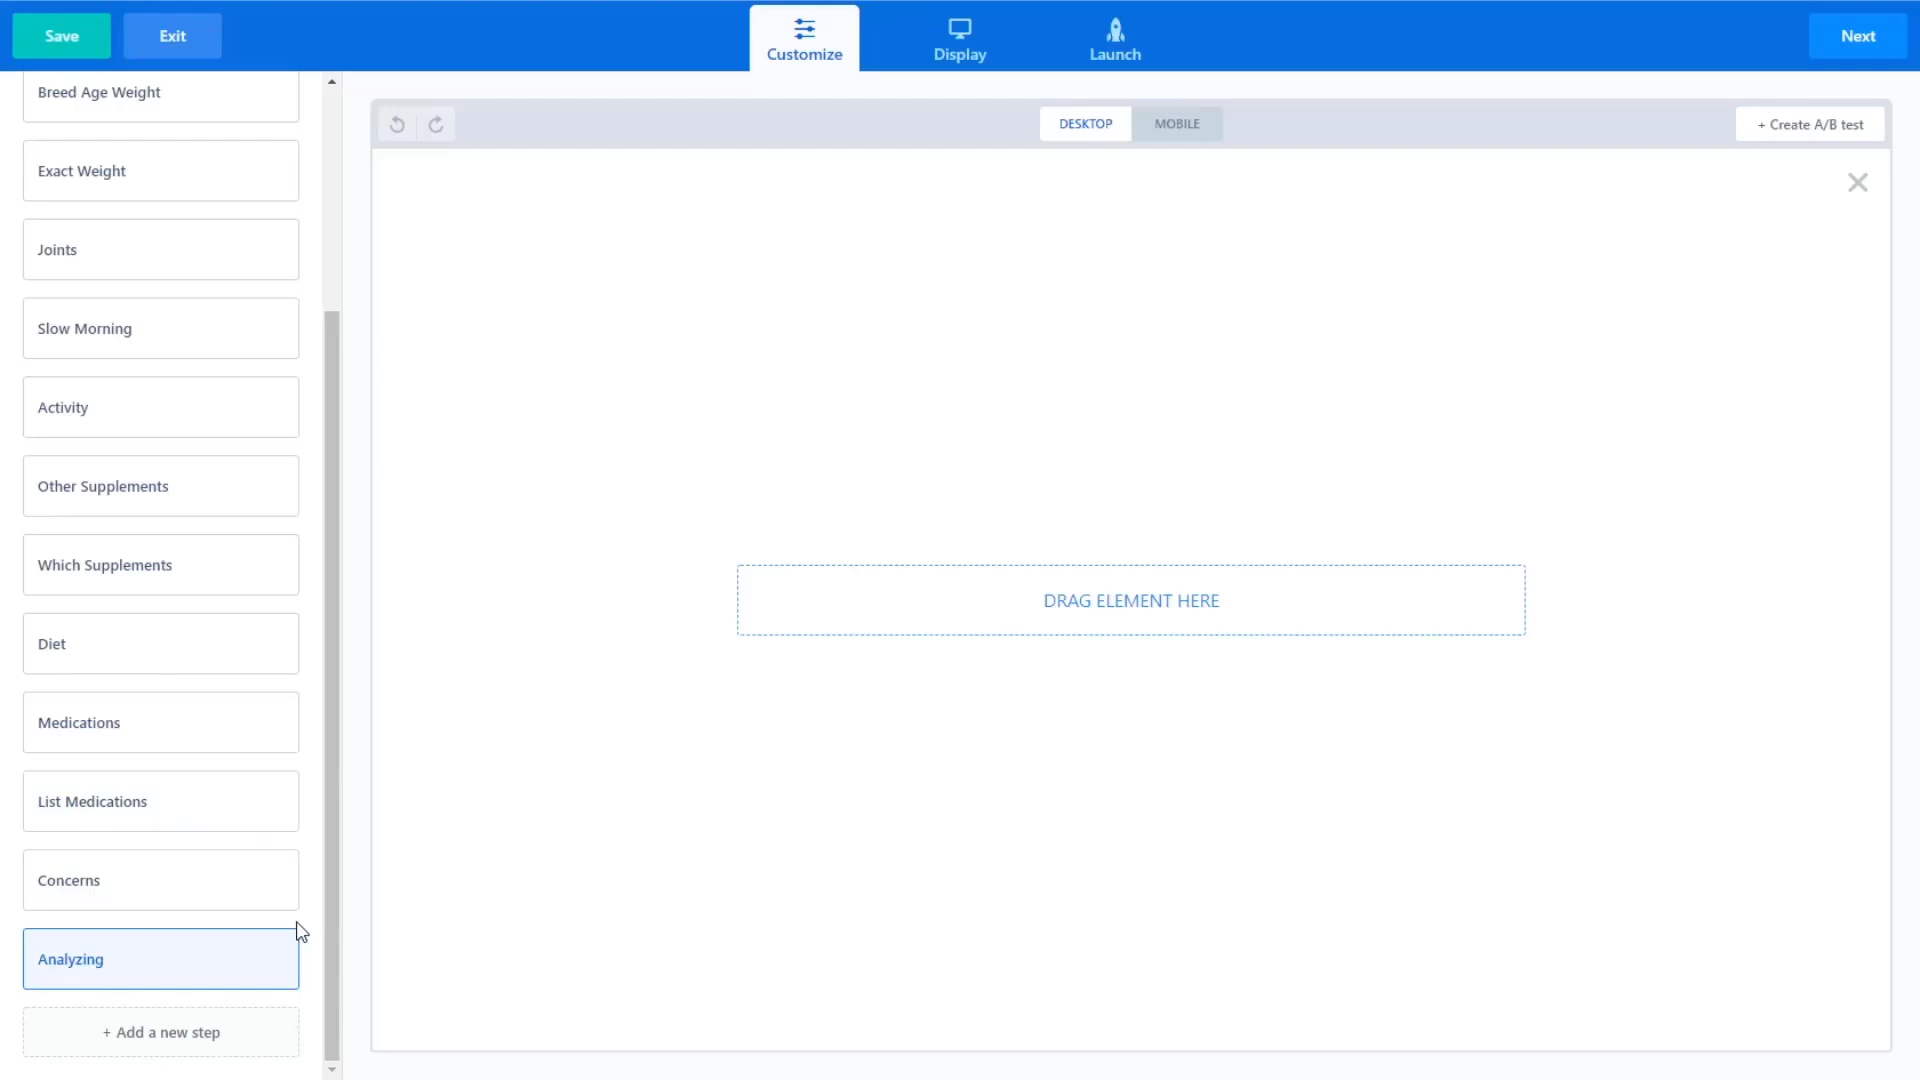 Save
Exit
Customize
Display
Launch
Next
Breed Age Weight
Exact Weight
Joints
Slow Morning
Activity
Other Supplements
Which Supplements
Diet
Medications
List Medications
Concerns
Analyzing
+ Add a new step
DESKTOP
MOBILE
+ Create A/B test
DRAG ELEMENT HERE